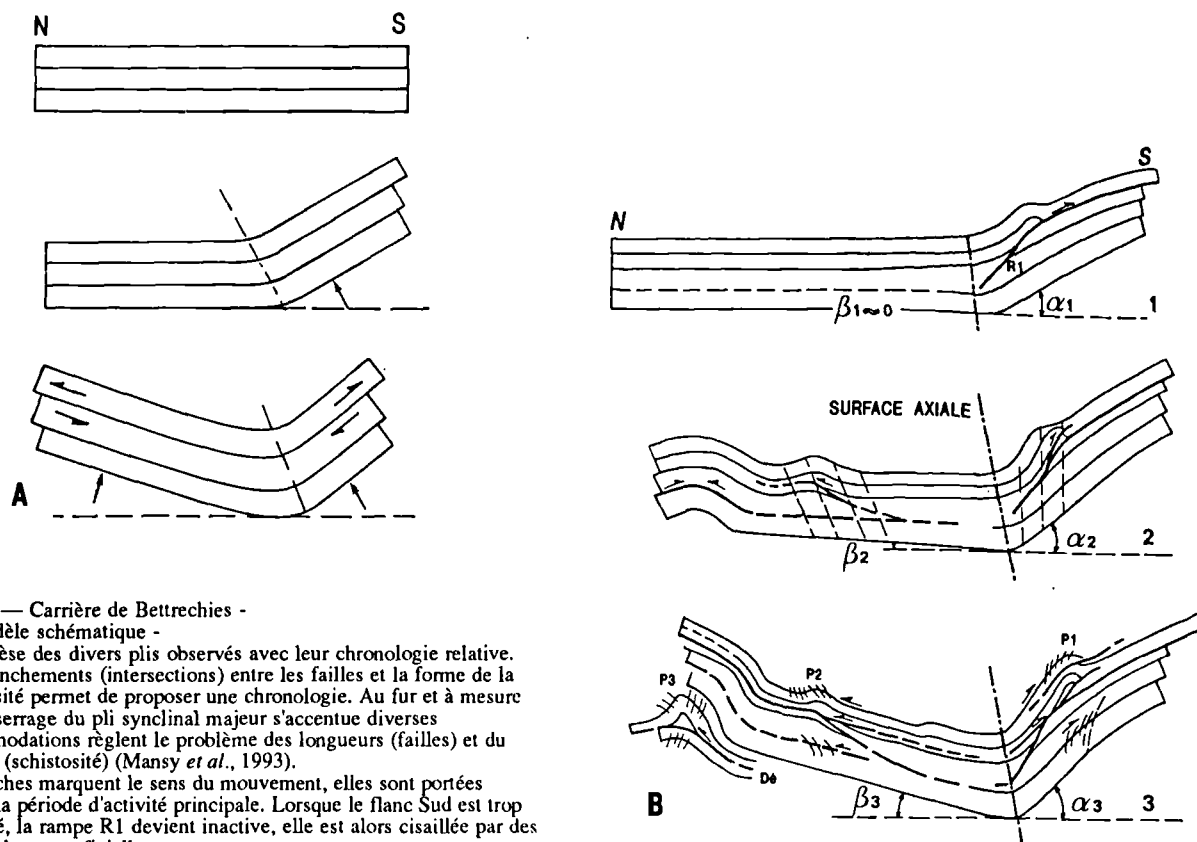 N S
A
N S
R1
β1≈0 α1 1
SURFACE AXIALE
β2 α2 2
P1
P2
P3
Dé
B β3 α3 3
— Carrière de Bettrechies -
dèle schématique -
èse des divers plis observés avec leur chronologie relative.
nchements (intersections) entre les failles et la forme de la
sité permet de proposer une chronologie. Au fur et à mesure
serrage du pli synclinal majeur s'accentue diverses
modations règlent le problème des longueurs (failles) et du
(schistosité) (Mansy et al., 1993).
ches marquent le sens du mouvement, elles sont portées
la période d'activité principale. Lorsque le flanc Sud est trop
é, la rampe R1 devient inactive, elle est alors cisaillée par des